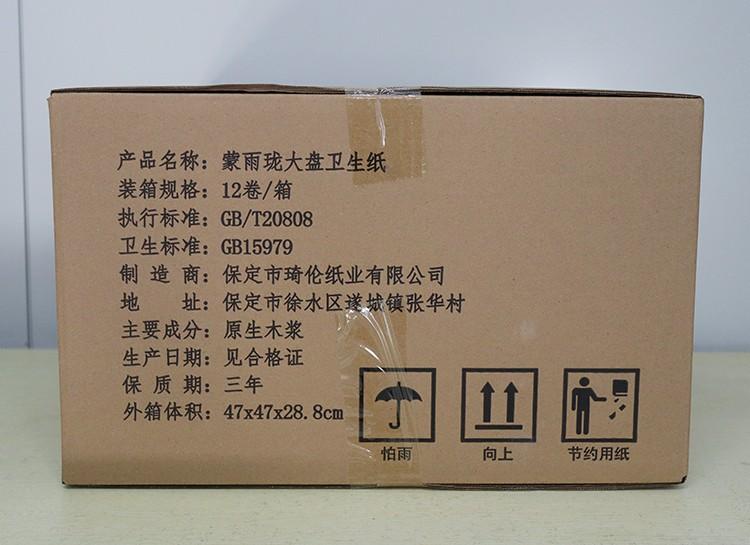 产品名称：蒙雨珑大盘卫生纸
装箱规格：12卷/箱
执行标准：GB/T20808
卫生标准：GB15979
制 造 商：保定市琦伦纸业有限公司
地 址：保定市徐水区遂城镇张华村
主要成分：原生木浆
生产日期：见合格证
保 质 期：三年
外箱体积：47x47x28.8cm
怕雨 向上 节约用纸